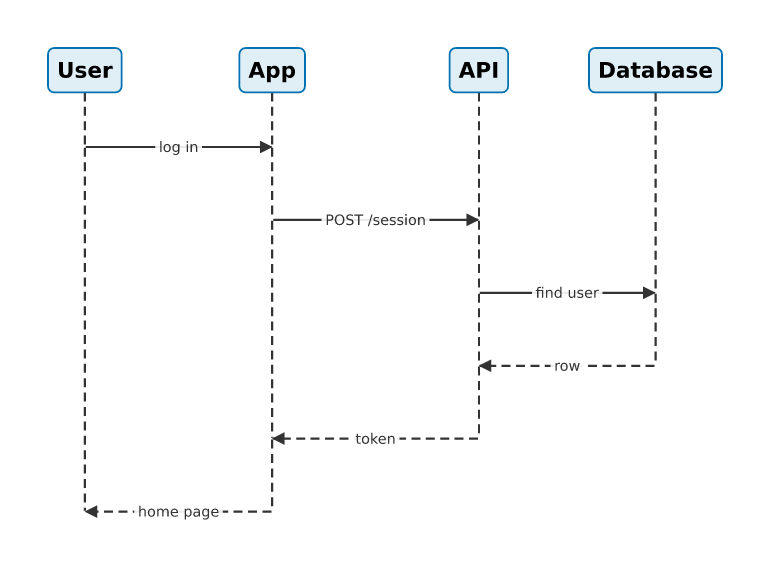 User
App
API
Database
log in
POST /session
find user
row
token
home page